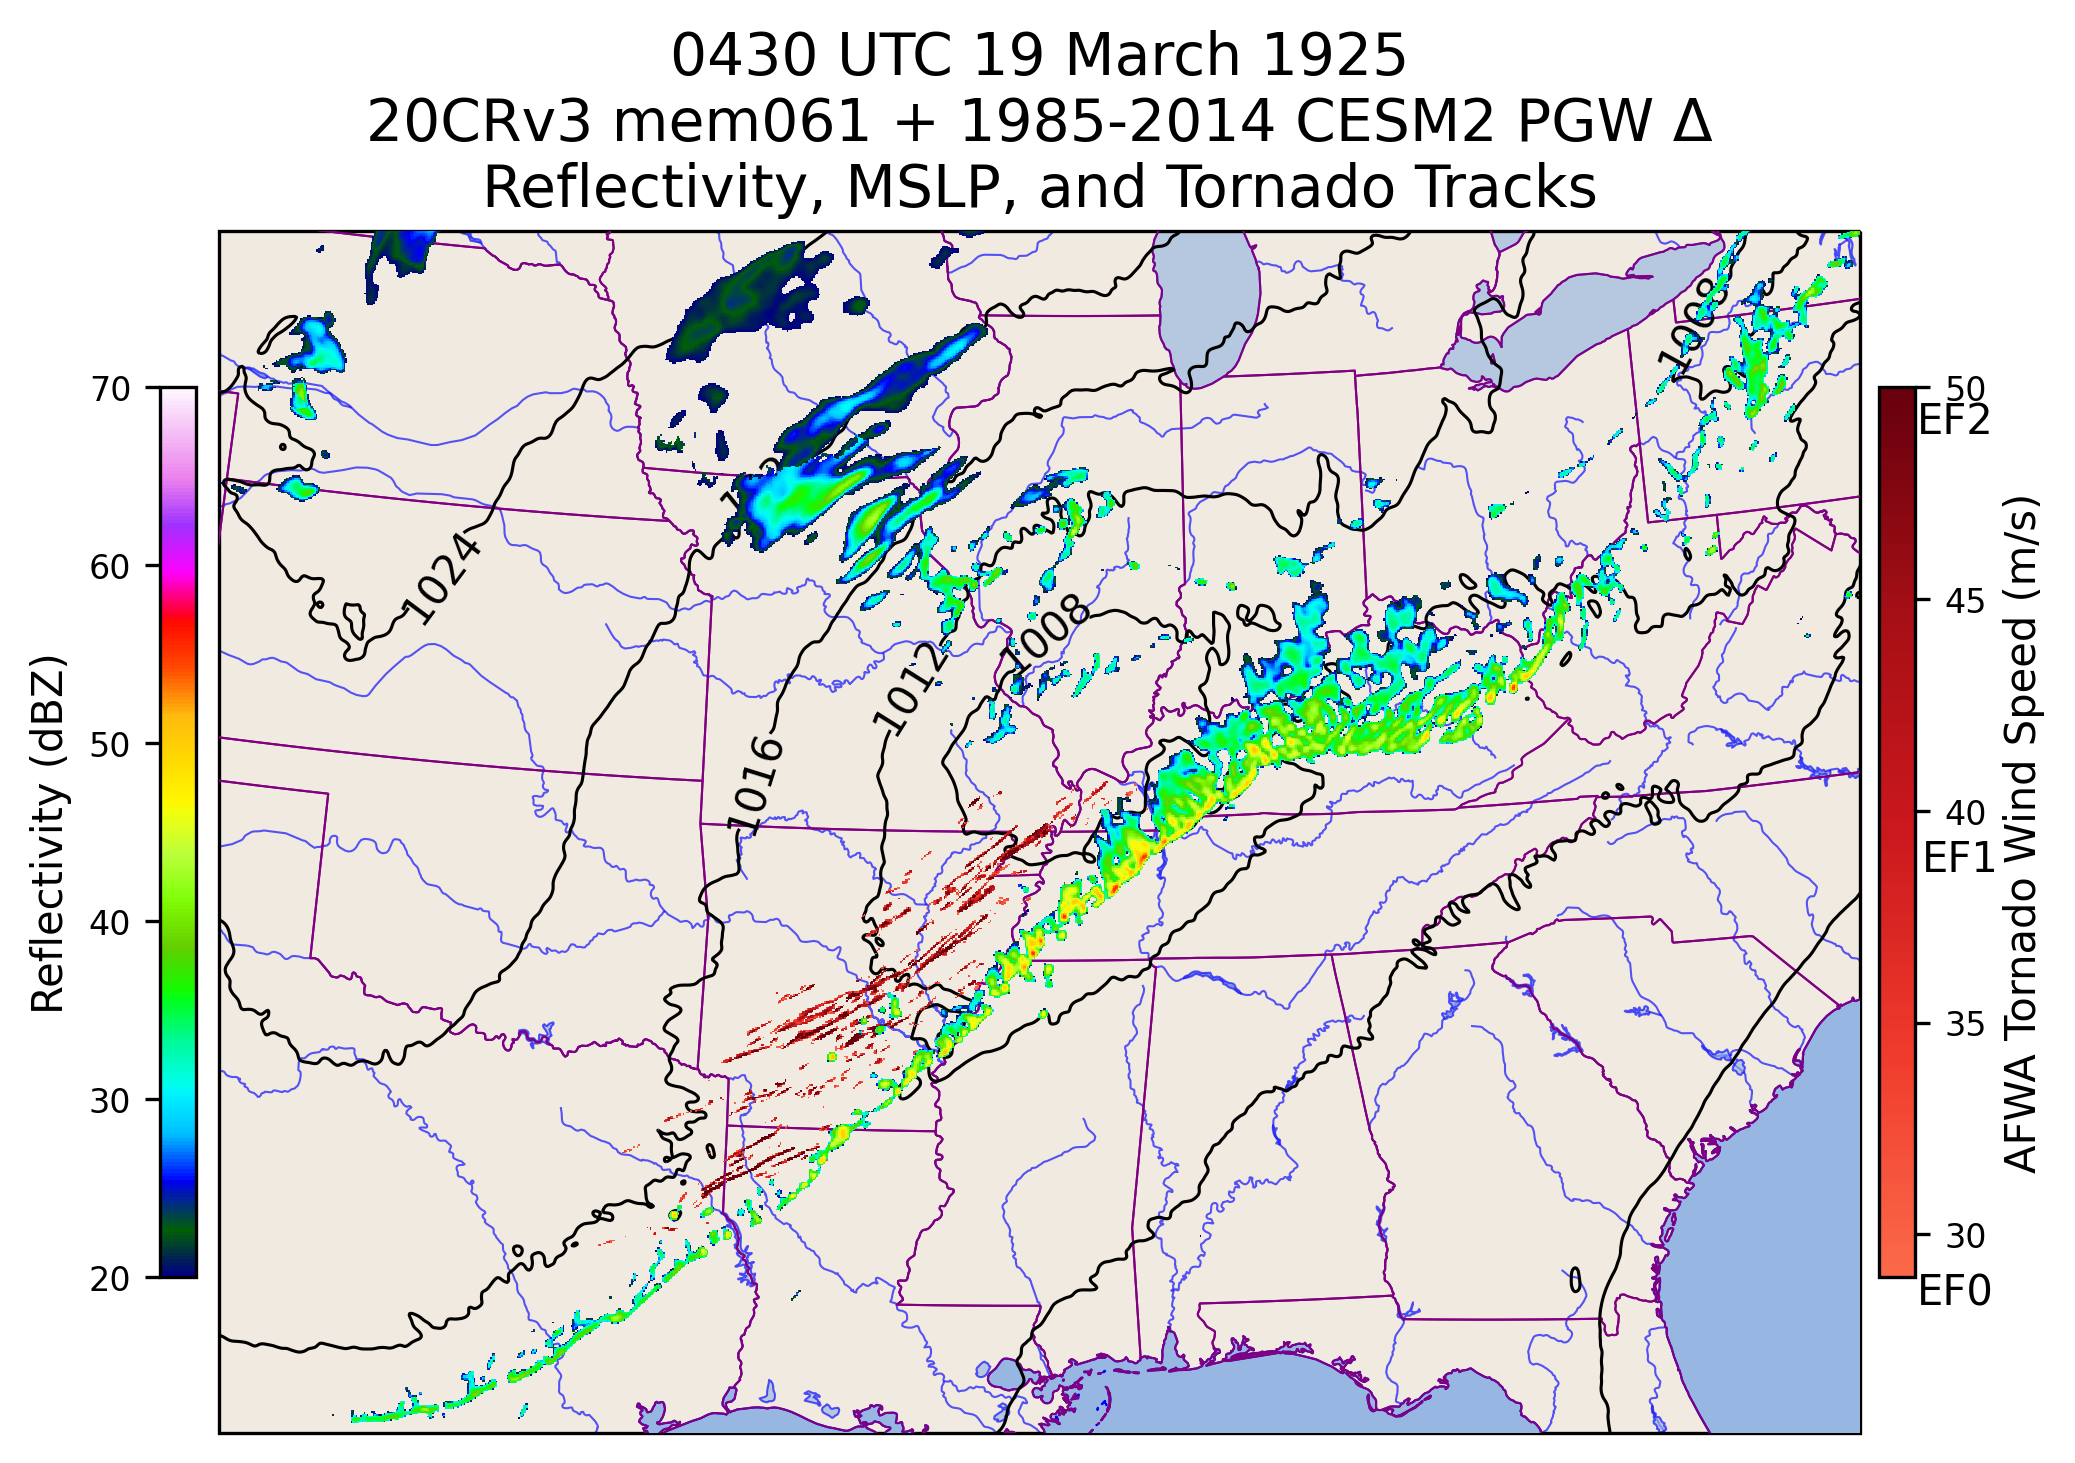 0430 UTC 19 March 1925
20CRv3 mem061 + 1985-2014 CESM2 PGW Δ
Reflectivity, MSLP, and Tornado Tracks
Reflectivity (dBZ)
70
60
50
40
30
20
1024
1016
1012
1008
1008
50
EF2
45
40
EF1
35
30
EF0
AFWA Tornado Wind Speed (m/s)